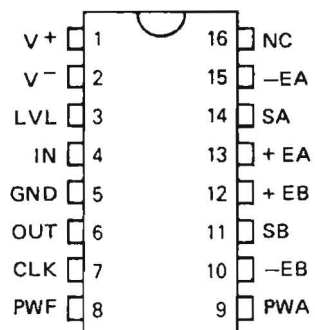 V+ 1 16 NC
V− 2 15 −EA
LVL 3 14 SA
IN 4 13 +EA
GND 5 12 +EB
OUT 6 11 SB
CLK 7 10 −EB
PWF 8 9 PWA